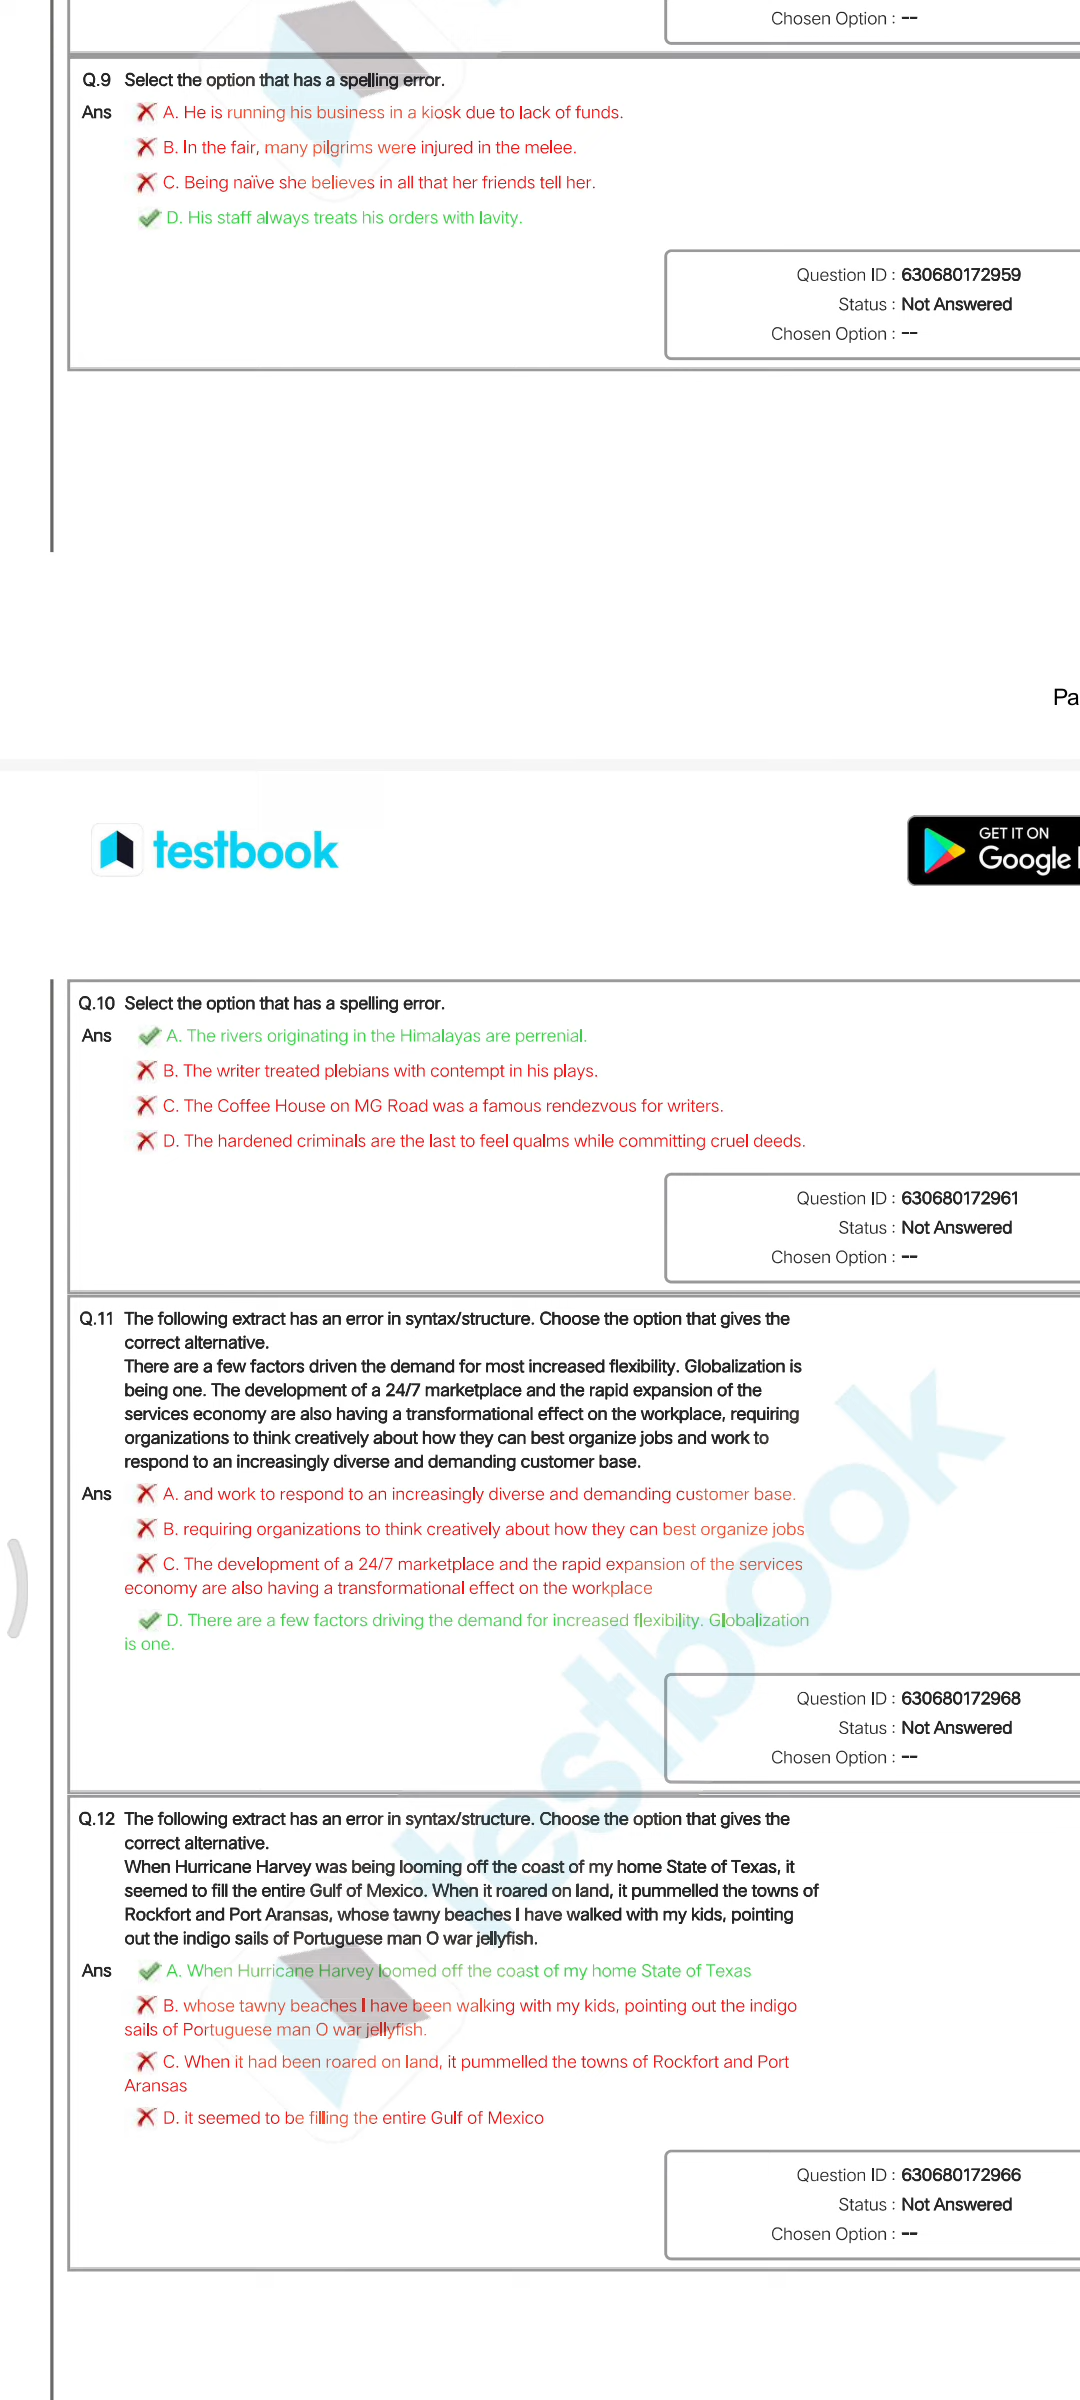 Chosen Option : --
Q.9 Select the option that has a spelling error.
Ans A. He is running his business in a kiosk due to lack of funds.
B. In the fair, many pilgrims were injured in the melee.
C. Being naïve she believes in all that her friends tell her.
D. His staff always treats his orders with lavity.
Question ID : 630680172959
Status : Not Answered
Chosen Option : --
Pa
testbook
GET IT ON
Google
Q.10 Select the option that has a spelling error.
Ans A. The rivers originating in the Himalayas are perrenial.
B. The writer treated plebians with contempt in his plays.
C. The Coffee House on MG Road was a famous rendezvous for writers.
D. The hardened criminals are the last to feel qualms while committing cruel deeds.
Question ID : 630680172961
Status : Not Answered
Chosen Option : --
Q.11 The following extract has an error in syntax/structure. Choose the option that gives the
correct alternative.
There are a few factors driven the demand for most increased flexibility. Globalization is
being one. The development of a 24/7 marketplace and the rapid expansion of the
services economy are also having a transformational effect on the workplace, requiring
organizations to think creatively about how they can best organize jobs and work to
respond to an increasingly diverse and demanding customer base.
Ans A. and work to respond to an increasingly diverse and demanding customer base.
B. requiring organizations to think creatively about how they can best organize jobs
C. The development of a 24/7 marketplace and the rapid expansion of the services
economy are also having a transformational effect on the workplace
D. There are a few factors driving the demand for increased flexibility. Globalization
is one.
Question ID : 630680172968
Status : Not Answered
Chosen Option : --
testbook
Q.12 The following extract has an error in syntax/structure. Choose the option that gives the
correct alternative.
When Hurricane Harvey was being looming off the coast of my home State of Texas, it
seemed to fill the entire Gulf of Mexico. When it roared on land, it pummelled the towns of
Rockfort and Port Aransas, whose tawny beaches I have walked with my kids, pointing
out the indigo sails of Portuguese man O war jellyfish.
Ans A. When Hurricane Harvey loomed off the coast of my home State of Texas
B. whose tawny beaches I have been walking with my kids, pointing out the indigo
sails of Portuguese man O war jellyfish.
C. When it had been roared on land, it pummelled the towns of Rockfort and Port
Aransas
D. it seemed to be filling the entire Gulf of Mexico
Question ID : 630680172966
Status : Not Answered
Chosen Option : --